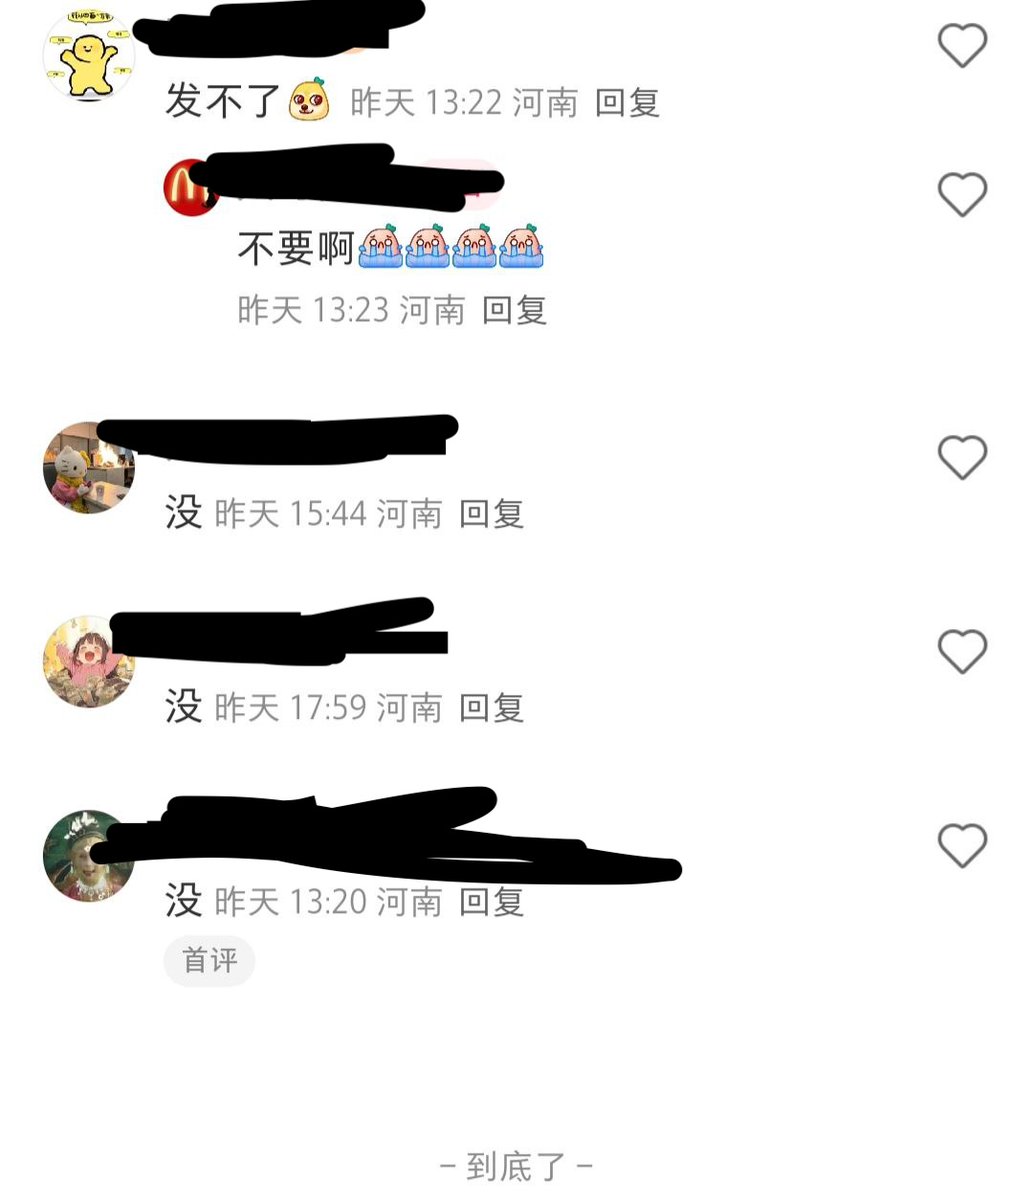 发不了 昨天 13:22 河南 回复
不要啊
昨天 13:23 河南 回复
没 昨天 15:44 河南 回复
没 昨天 17:59 河南 回复
没 昨天 13:20 河南 回复
首评
- 到底了 -